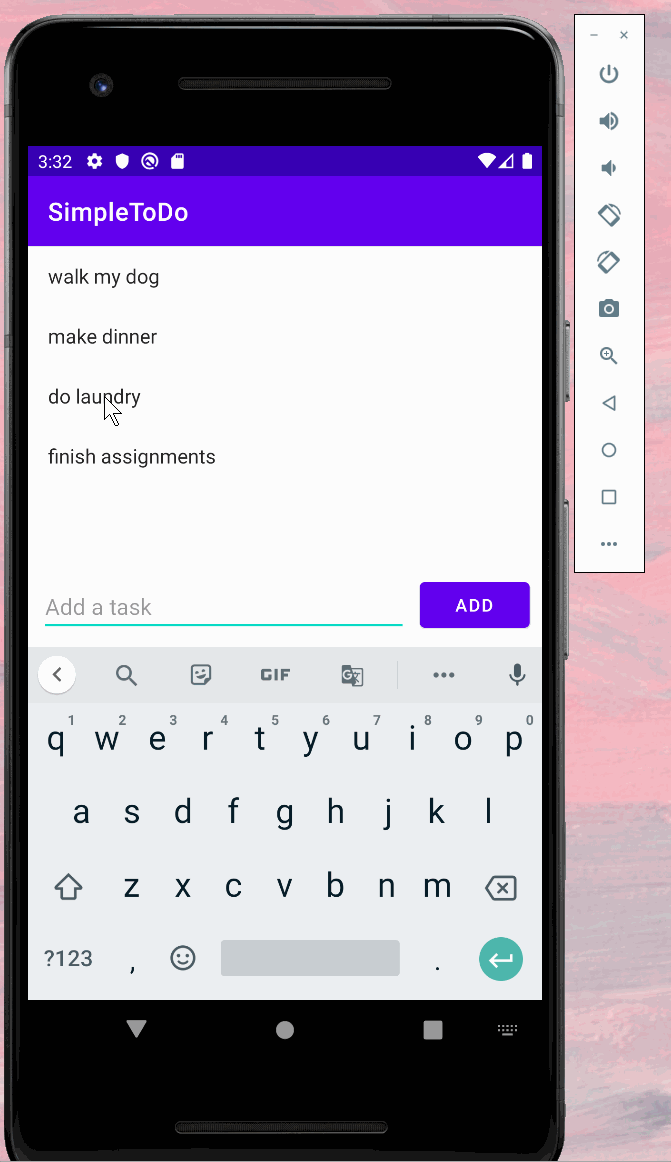 3:32
SimpleToDo
walk my dog
make dinner
do laundry
finish assignments
Add a task
ADD
GIF
G
1 2 3 4 5 6 7 8 9 0
q w e r t y u i o p
a s d f g h j k l
z x c v b n m
?123 , .